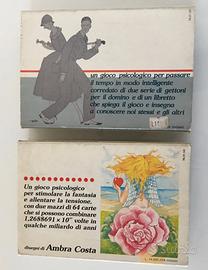 un gioco psicologico per passare
il tempo in modo intelligente
corredato di due serie di gettoni
per il domino e di un libretto
che spiega il gioco e insegna
a conoscere noi stessi e gli altri
Un gioco psicologico
per stimolare la fantasia
e allentare la tensione,
con due mazzi di 64 carte
che si possono combinare
1,2688691 x 10 volte in
qualche miliardo di anni
disegni di Ambra Costa